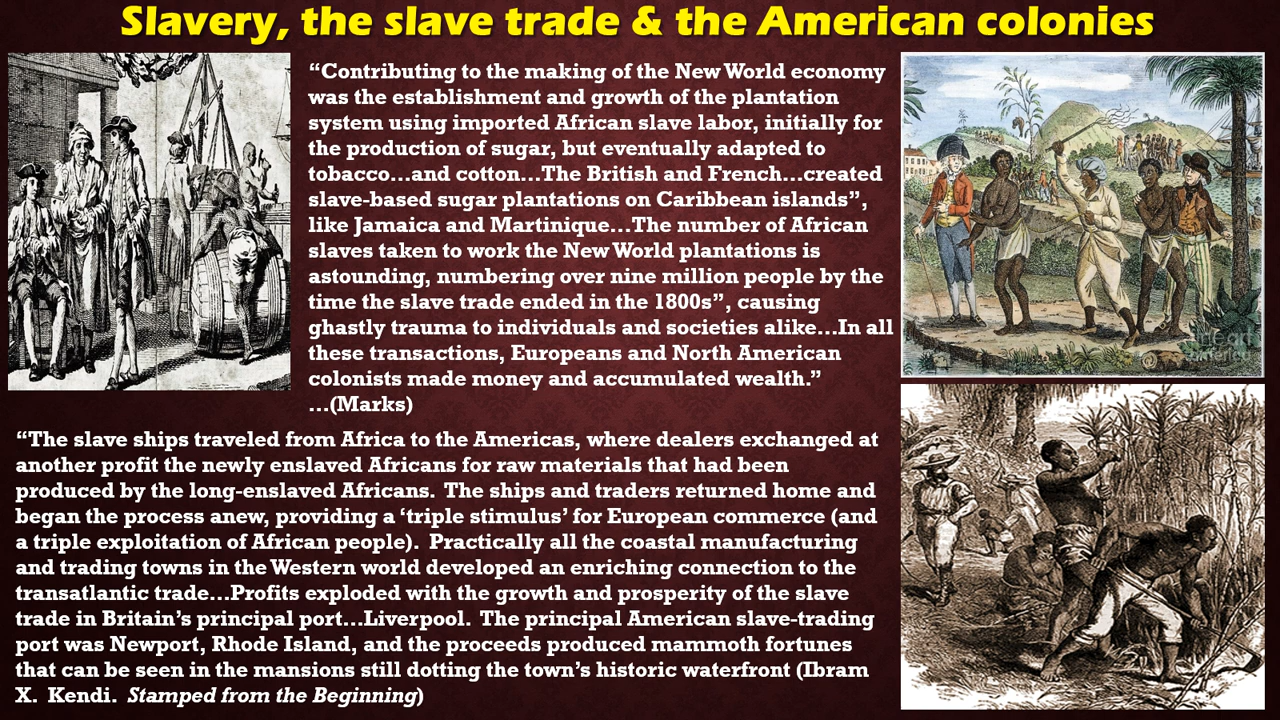 Slavery, the slave trade & the American colonies
“Contributing to the making of the New World economy
was the establishment and growth of the plantation
system using imported African slave labor, initially for
the production of sugar, but eventually adapted to
tobacco…and cotton…The British and French…created
slave-based sugar plantations on Caribbean islands”,
like Jamaica and Martinique…The number of African
slaves taken to work the New World plantations is
astounding, numbering over nine million people by the
time the slave trade ended in the 1800s”, causing
ghastly trauma to individuals and societies alike…In all
these transactions, Europeans and North American
colonists made money and accumulated wealth.”
…(Marks)
“The slave ships traveled from Africa to the Americas, where dealers exchanged at
another profit the newly enslaved Africans for raw materials that had been
produced by the long-enslaved Africans. The ships and traders returned home and
began the process anew, providing a ‘triple stimulus’ for European commerce (and
a triple exploitation of African people). Practically all the coastal manufacturing
and trading towns in the Western world developed an enriching connection to the
transatlantic trade…Profits exploded with the growth and prosperity of the slave
trade in Britain’s principal port…Liverpool. The principal American slave-trading
port was Newport, Rhode Island, and the proceeds produced mammoth fortunes
that can be seen in the mansions still dotting the town’s historic waterfront (Ibram
X. Kendi. Stamped from the Beginning)